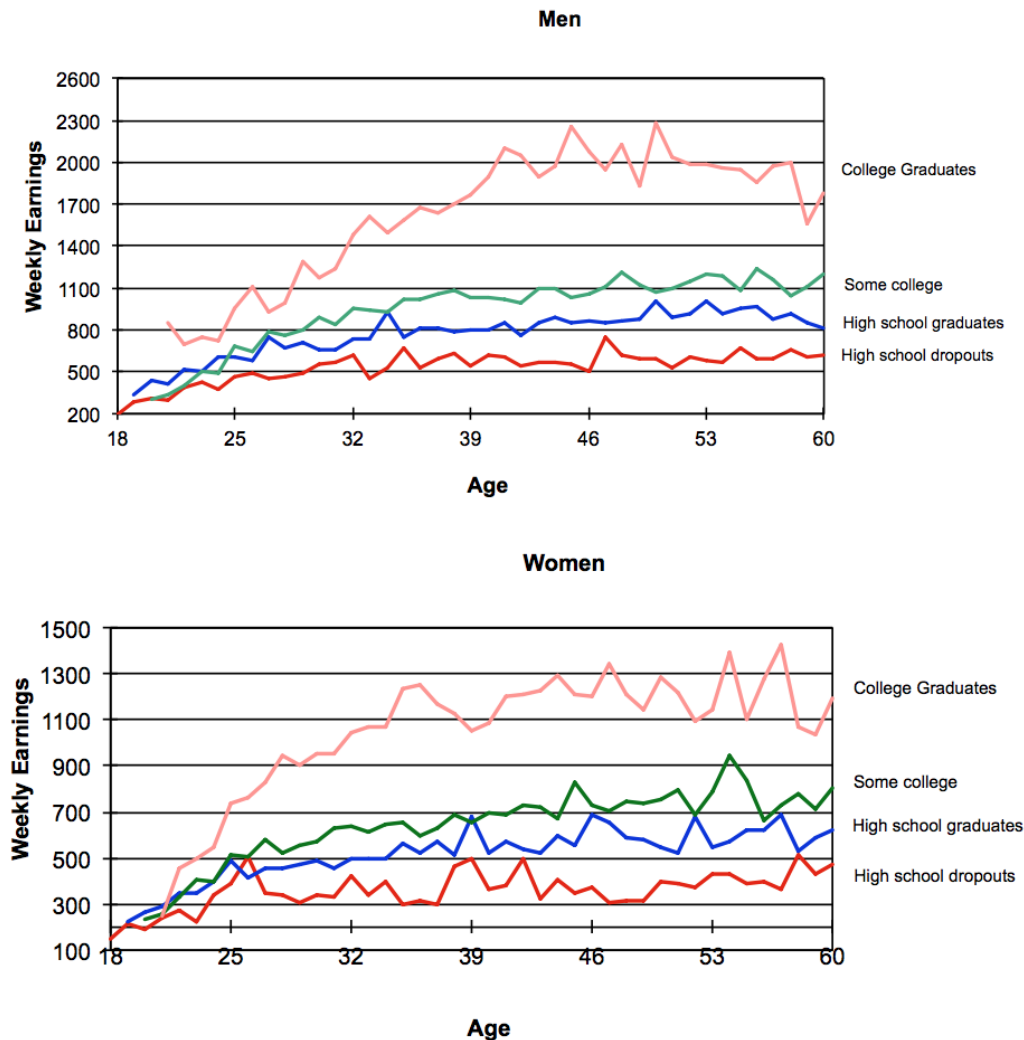 Men
Weekly Earnings
2600
2300
2000
1700
1400
1100
800
500
200
18 25 32 39 46 53 60
Age
College Graduates
Some college
High school graduates
High school dropouts
Women
Weekly Earnings
1500
1300
1100
900
700
500
300
100
18 25 32 39 46 53 60
Age
College Graduates
Some college
High school graduates
High school dropouts